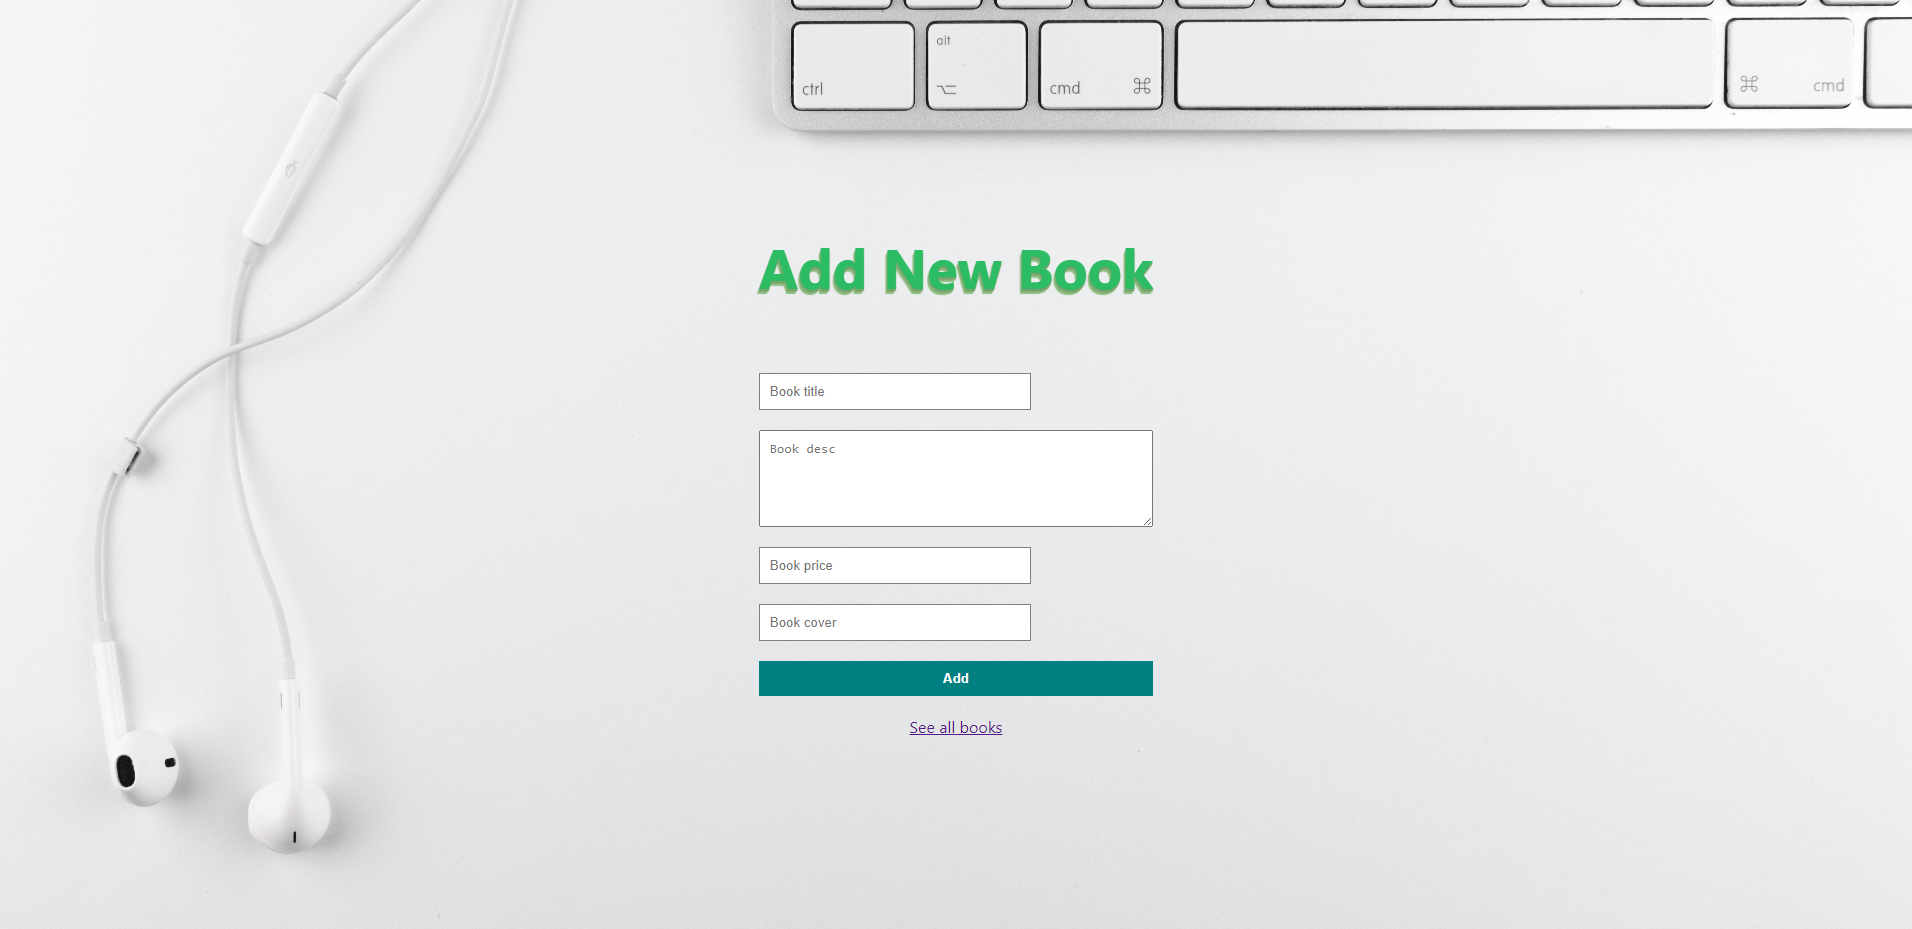 alt
ctrl
cmd ⌘
⌘ cmd
Add New Book
Book title
Book desc
Book price
Book cover
Add
See all books